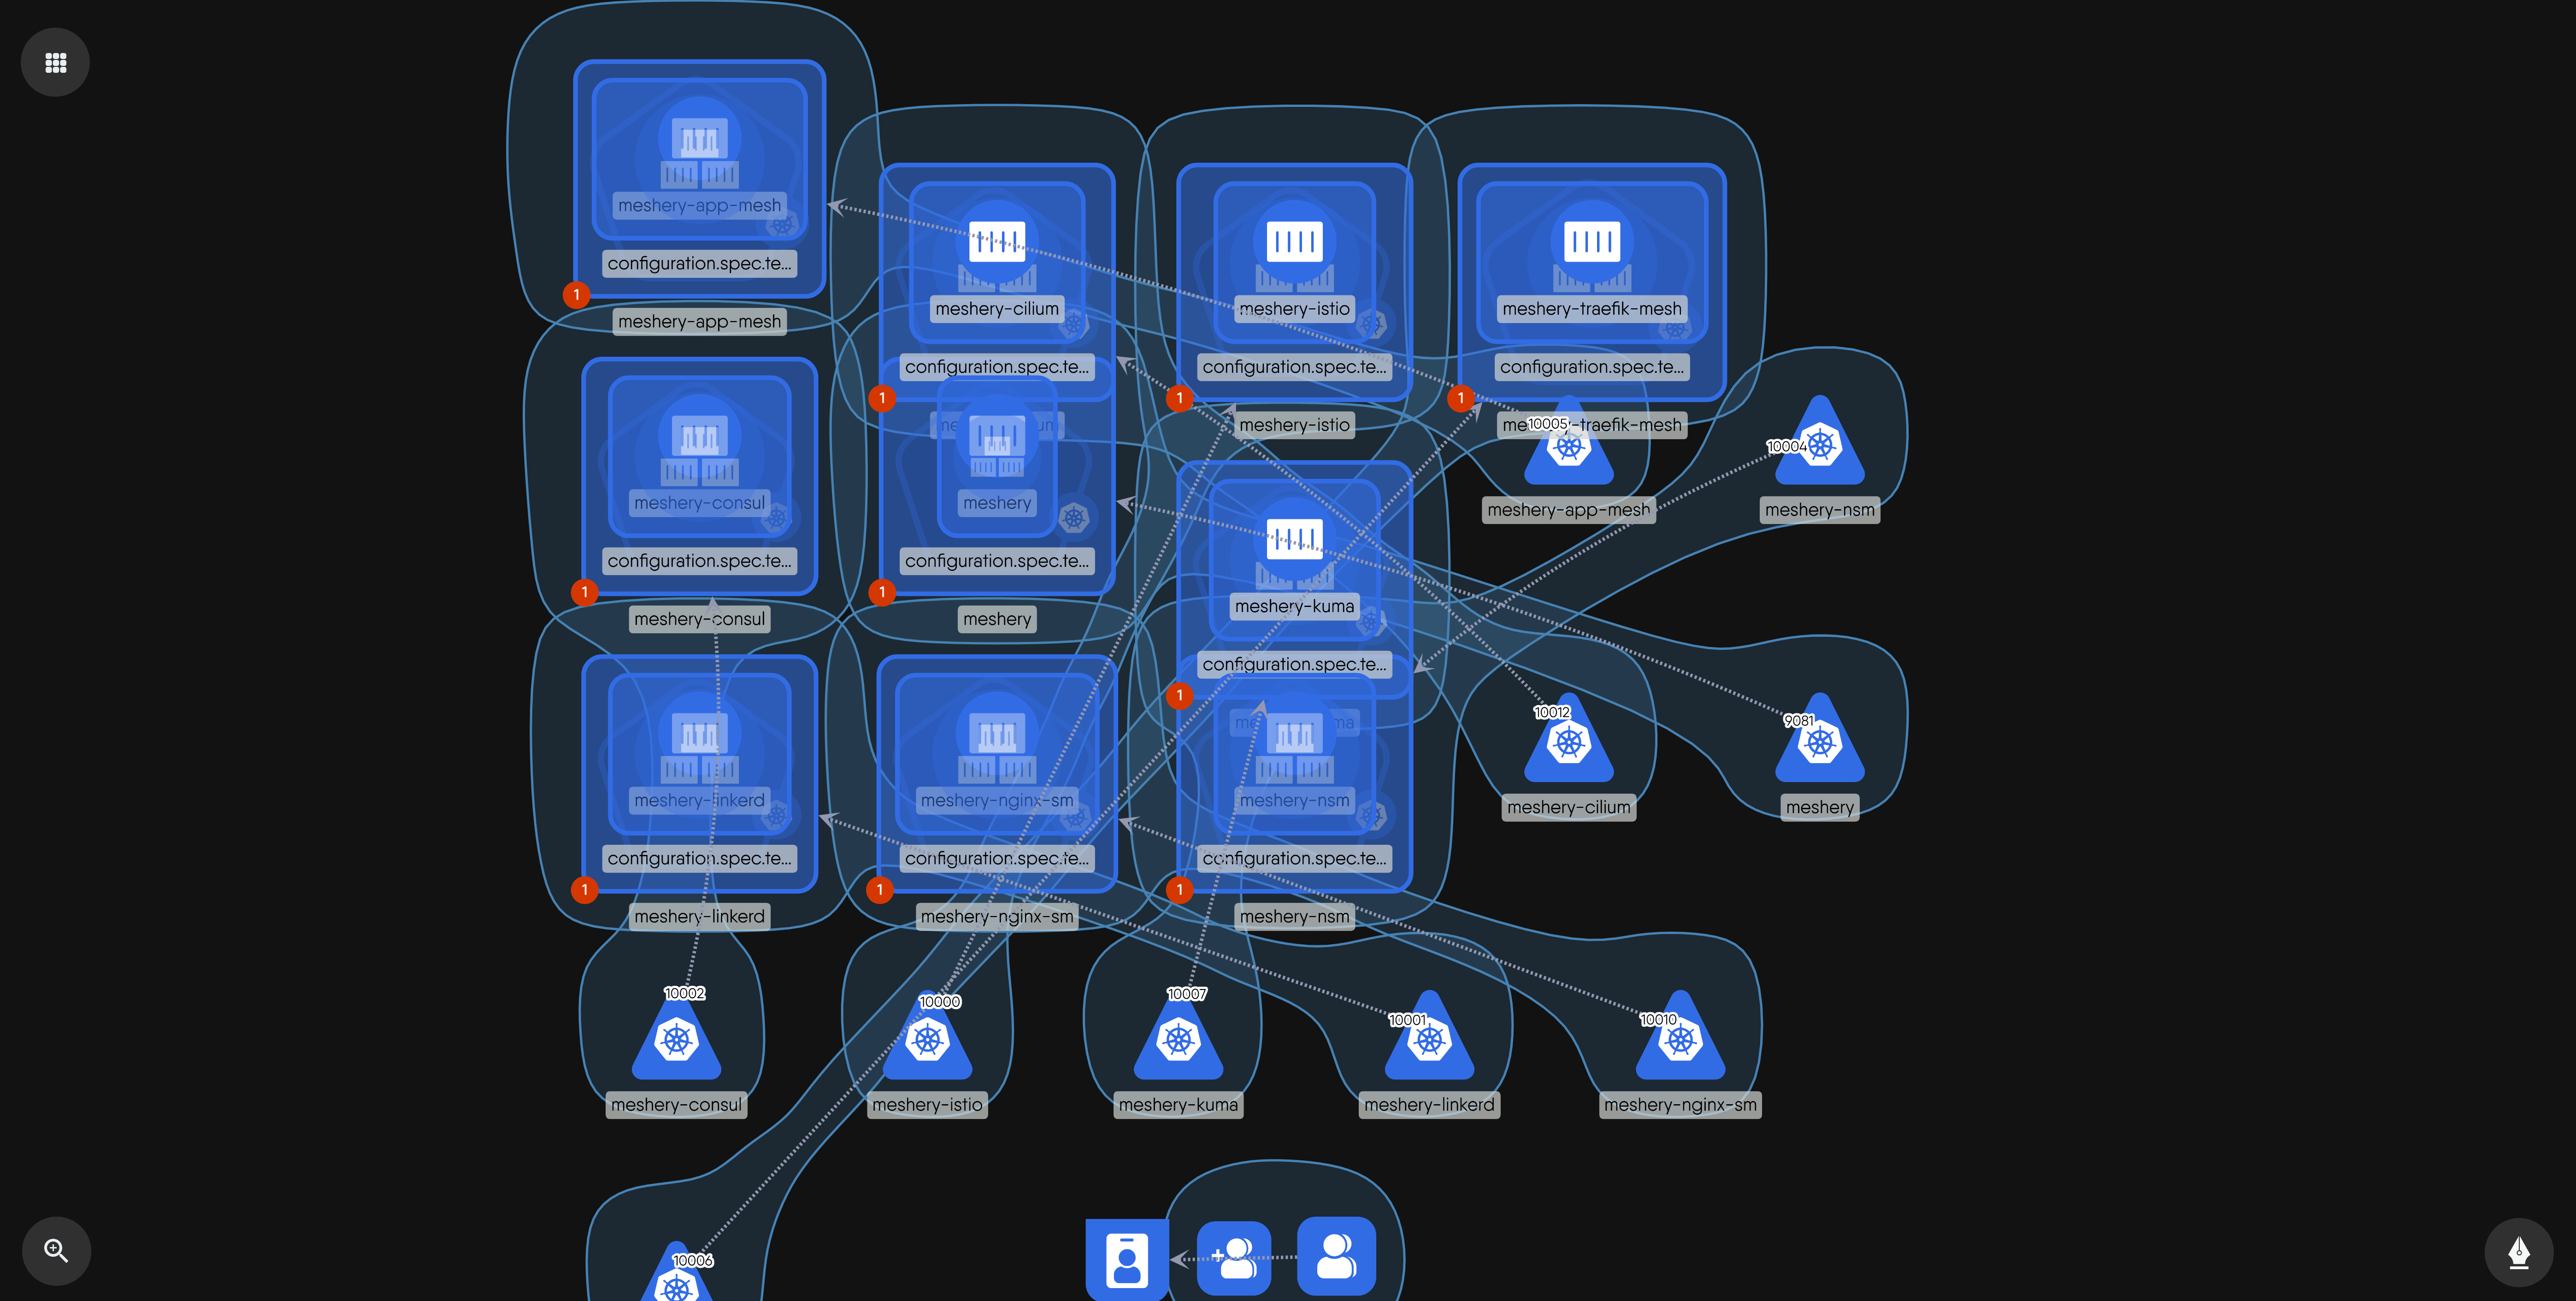 meshery-app-mesh
configuration.spec.te...
1
meshery-app-mesh
meshery-cilium
configuration.spec.te...
1
meshery-istio
configuration.spec.te...
1
meshery-istio
meshery-traefik-mesh
configuration.spec.te...
1
-traefik-mesh
10005
meshery-app-mesh
10004
meshery-nsm
meshery-consul
configuration.spec.te...
1
meshery-consul
meshery
configuration.spec.te...
1
meshery
meshery-kuma
configuration.spec.te...
1
10012
meshery-cilium
9081
meshery
meshery-linkerd
configuration.spec.te...
1
meshery-linkerd
meshery-nginx-sm
configuration.spec.te...
1
meshery-nginx-sm
meshery-nsm
configuration.spec.te...
1
meshery-nsm
10002
meshery-consul
10000
meshery-istio
10007
meshery-kuma
10001
meshery-linkerd
10010
meshery-nginx-sm
10006